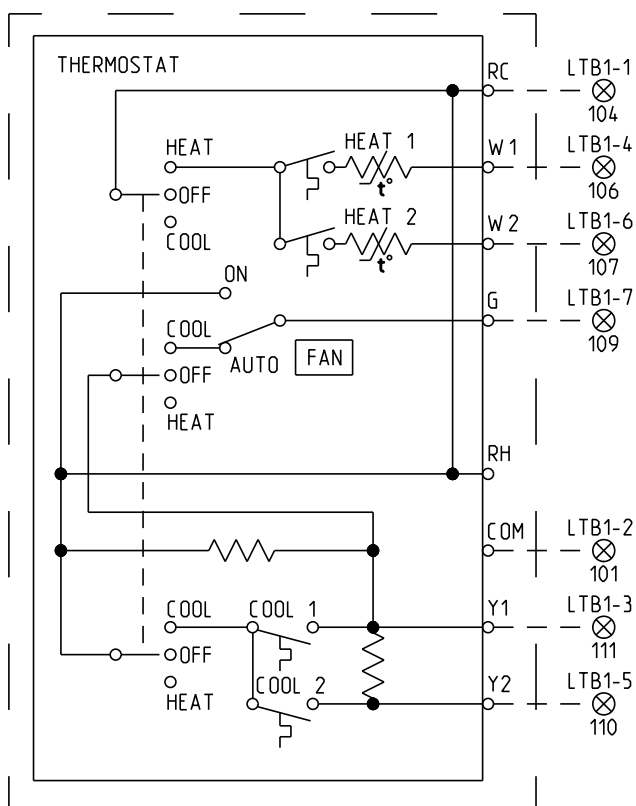 THERMOSTAT
RC
LTB1-1
104
HEAT
HEAT 1
t°
W1
LTB1-4
106
OFF
COOL
HEAT 2
t°
W2
LTB1-6
107
ON
G
LTB1-7
109
COOL
AUTO
FAN
OFF
HEAT
RH
COM
LTB1-2
101
COOL
COOL 1
Y1
LTB1-3
111
OFF
HEAT
COOL 2
Y2
LTB1-5
110